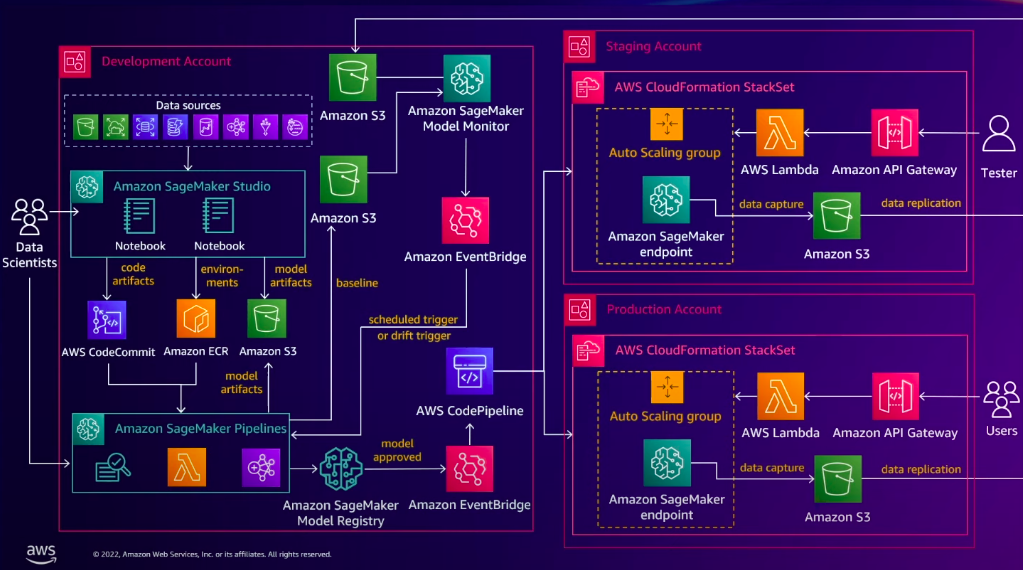 Development Account
Data sources
Amazon S3
Amazon SageMaker
Model Monitor
Amazon SageMaker Studio
Notebook
Notebook
Data
Scientists
Amazon S3
Amazon EventBridge
code
artifacts
environ-
ments
model
artifacts
baseline
AWS CodeCommit
Amazon ECR
Amazon S3
scheduled trigger
or drift trigger
model
artifacts
AWS CodePipeline
Amazon SageMaker Pipelines
model
approved
Amazon SageMaker
Model Registry
Amazon EventBridge
Staging Account
AWS CloudFormation StackSet
Auto Scaling group
AWS Lambda
Amazon API Gateway
Tester
Amazon SageMaker
endpoint
data capture
Amazon S3
data replication
Production Account
AWS CloudFormation StackSet
Auto Scaling group
AWS Lambda
Amazon API Gateway
Users
Amazon SageMaker
endpoint
data capture
Amazon S3
data replication
aws
© 2022, Amazon Web Services, Inc. or its affiliates. All rights reserved.